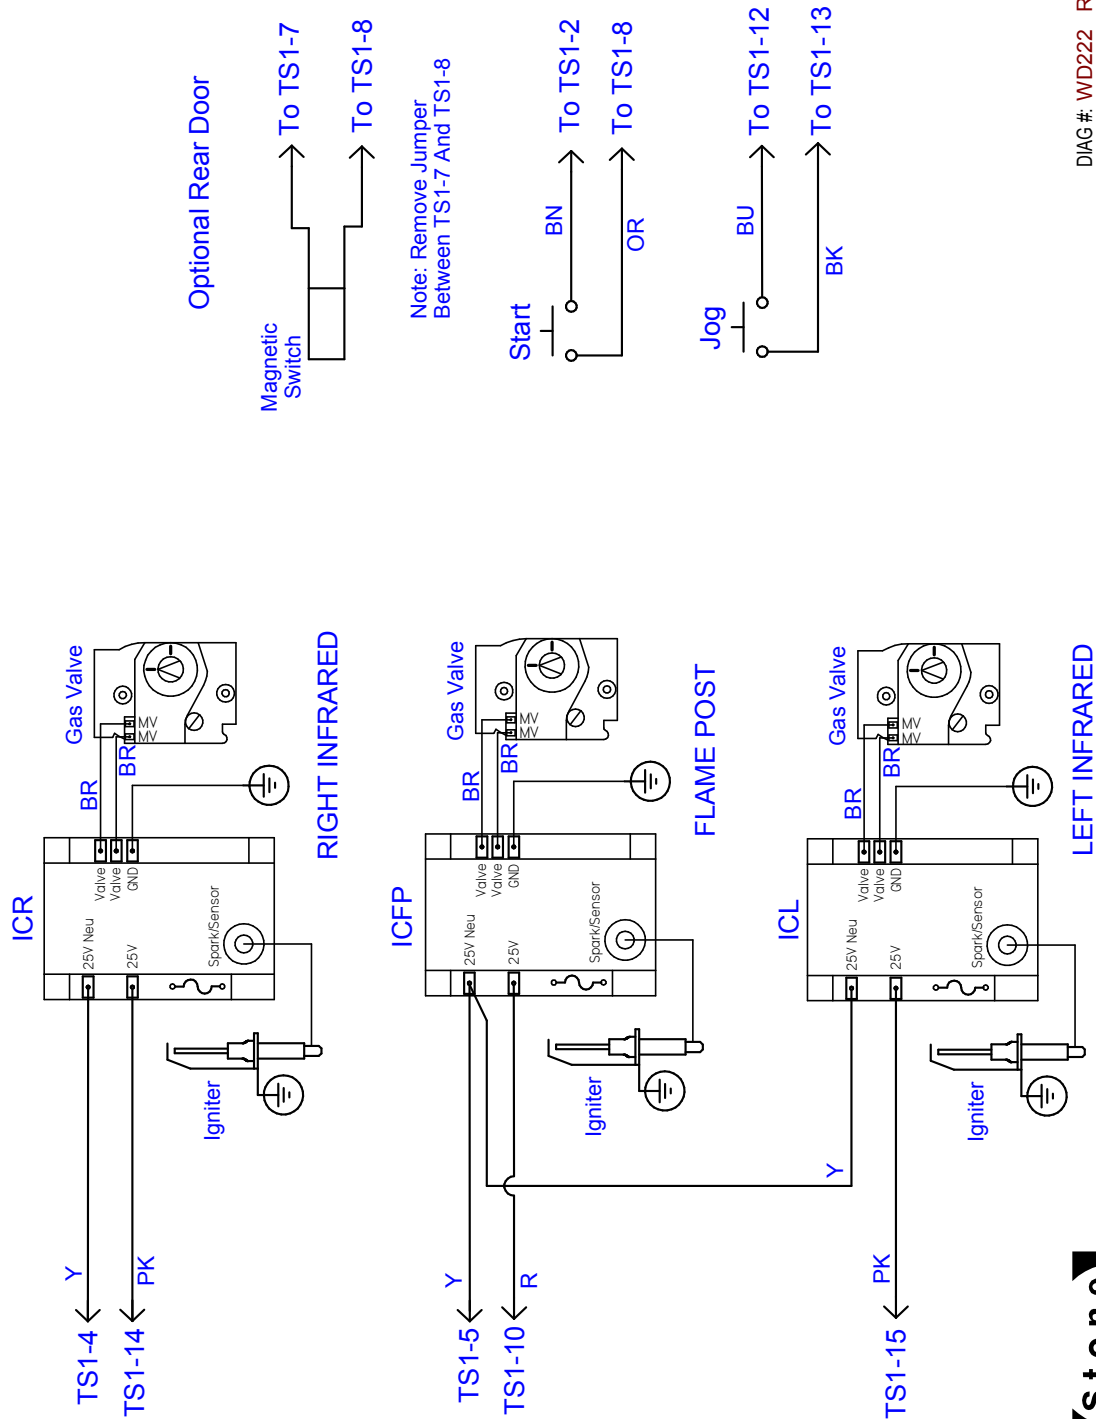 ICR
TS1-4
Y
25V Neu
Valve
Valve
GND
TS1-14
PK
25V
Spark/Sensor
Igniter
BR
BR
Gas Valve
MV
MV
RIGHT INFRARED
ICFP
TS1-5
Y
25V Neu
Valve
Valve
GND
TS1-10
R
25V
Spark/Sensor
Igniter
BR
BR
Gas Valve
MV
MV
FLAME POST
ICL
Y
25V Neu
Valve
Valve
GND
TS1-15
PK
25V
Spark/Sensor
Igniter
BR
BR
Gas Valve
MV
MV
LEFT INFRARED
Optional Rear Door
Magnetic
Switch
To TS1-7
To TS1-8
Note: Remove Jumper
Between TS1-7 And TS1-8
Start
BN
To TS1-2
OR
To TS1-8
Jog
BU
To TS1-12
BK
To TS1-13
DIAG #: WD222